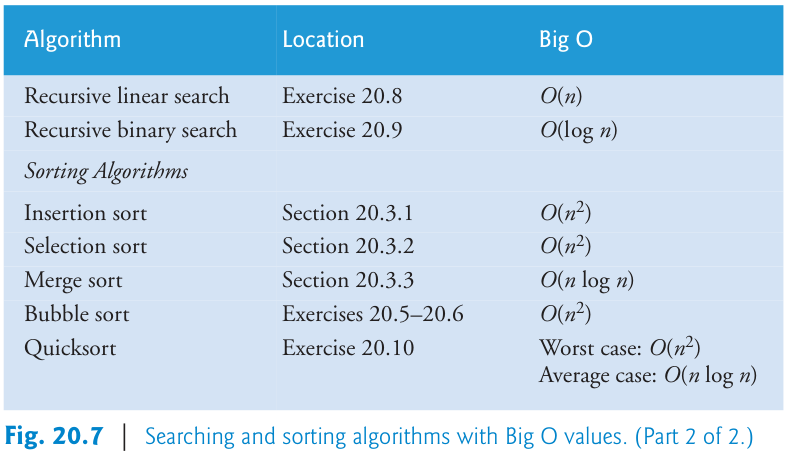 Algorithm Location Big O
Recursive linear search Exercise 20.8 O(n)
Recursive binary search Exercise 20.9 O(log n)
Sorting Algorithms
Insertion sort Section 20.3.1 O(n²)
Selection sort Section 20.3.2 O(n²)
Merge sort Section 20.3.3 O(n log n)
Bubble sort Exercises 20.5–20.6 O(n²)
Quicksort Exercise 20.10 Worst case: O(n²)
Average case: O(n log n)
Fig. 20.7 | Searching and sorting algorithms with Big O values. (Part 2 of 2.)